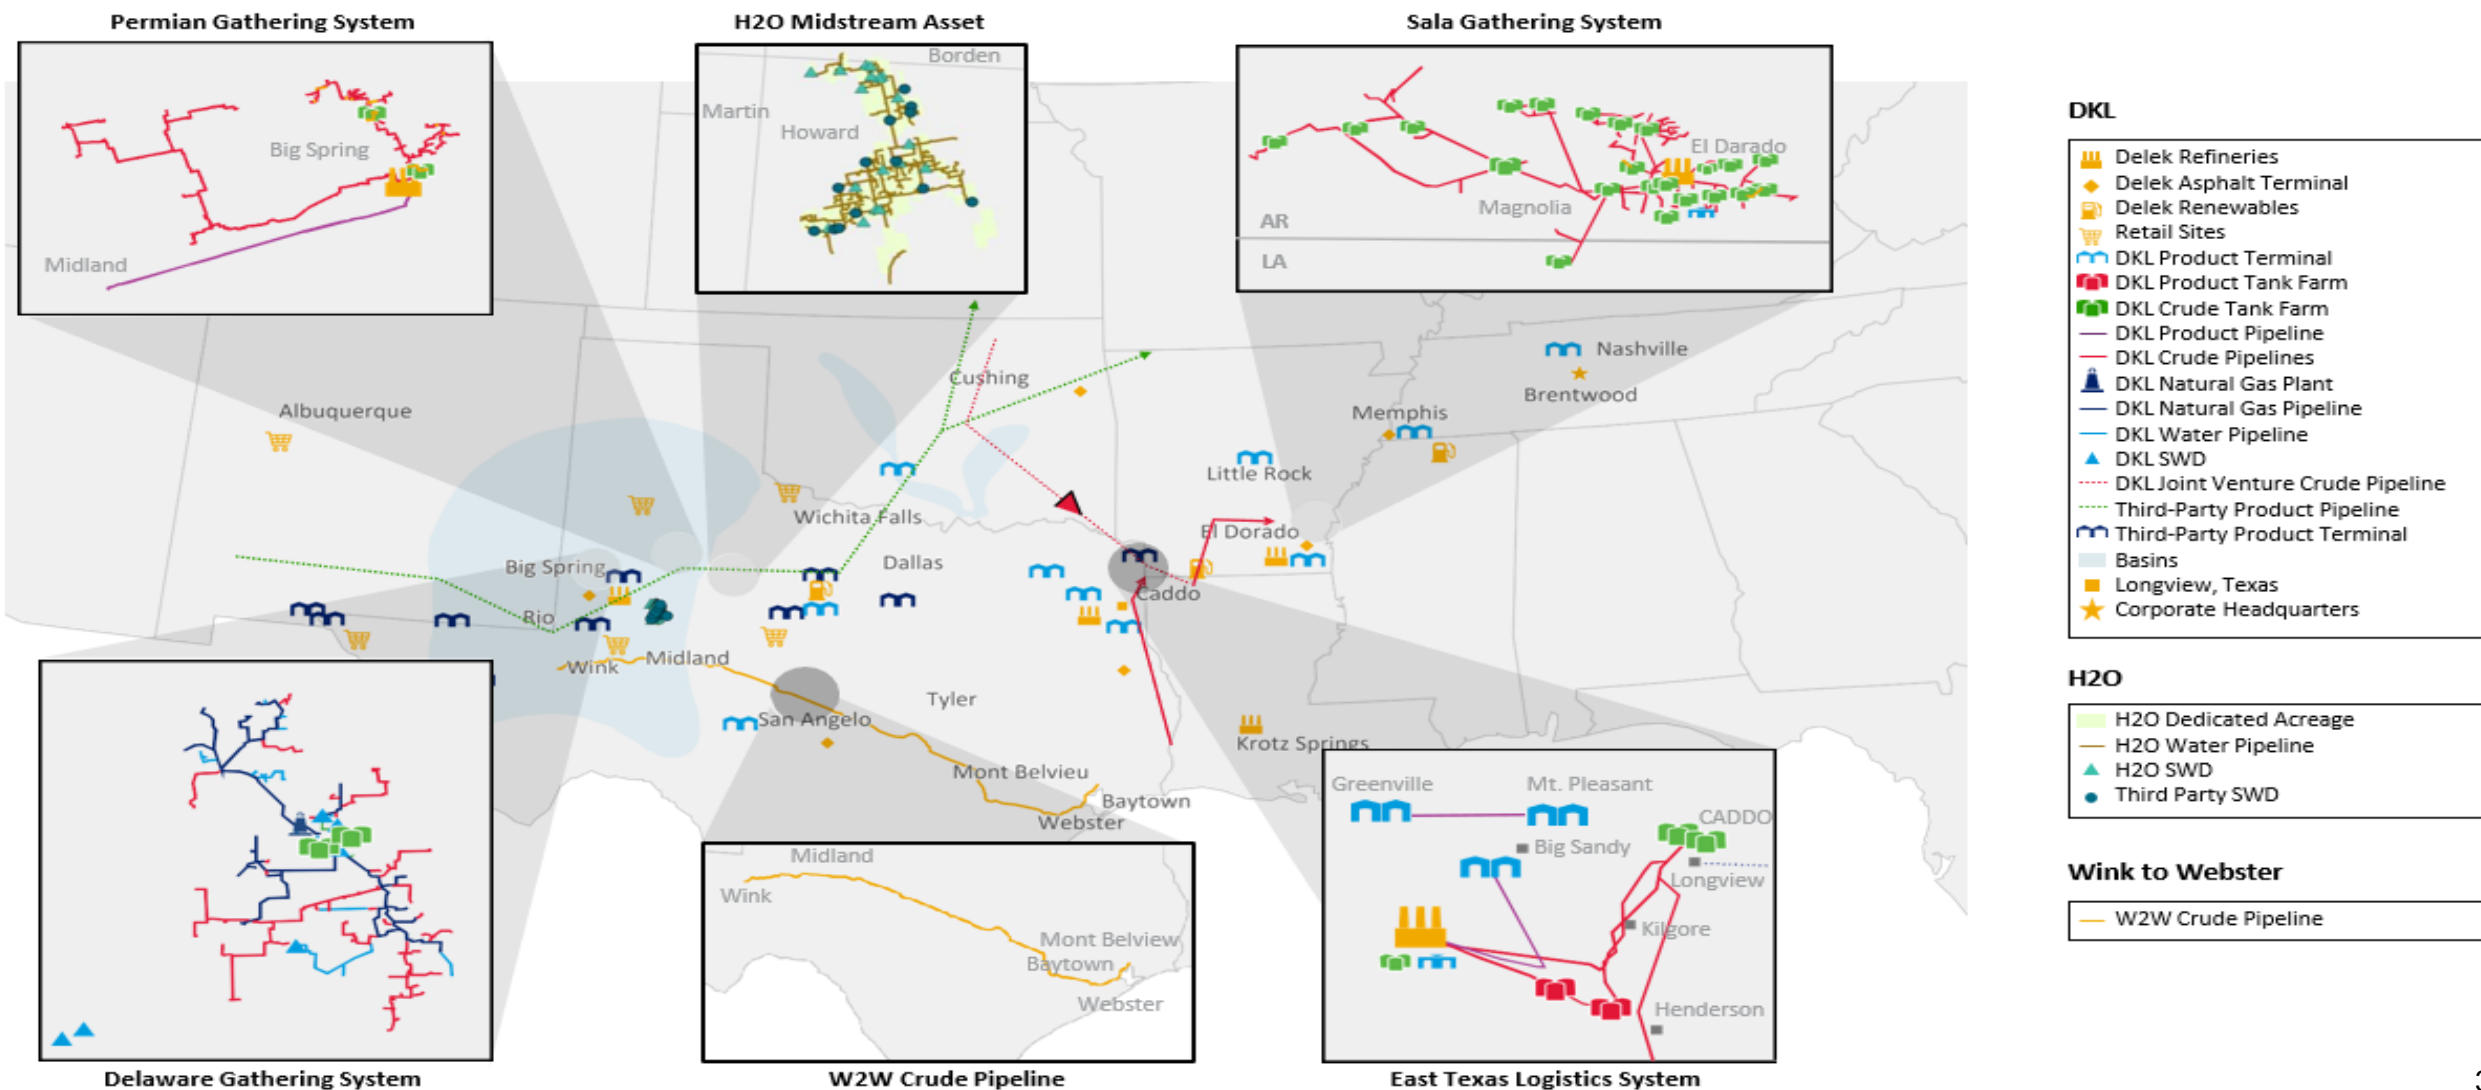 Permian Gathering System
H2O Midstream Asset
Sala Gathering System
Big Spring
Midland
Borden
Martin
Howard
El Darado
Magnolia
AR
LA
Nashville
Brentwood
Cushing
Memphis
Albuquerque
Little Rock
Wichita Falls
El Dorado
Big Spring
Dallas
Caddo
Rio
Wink
Midland
Tyler
San Angelo
Krotz Springs
Mont Belvieu
Baytown
Webster
Midland
Wink
Mont Belview
Baytown
Webster
Greenville
Mt. Pleasant
CADDO
Big Sandy
Longview
Kilgore
Henderson
Delaware Gathering System
W2W Crude Pipeline
East Texas Logistics System
DKL
Delek Refineries
Delek Asphalt Terminal
Delek Renewables
Retail Sites
DKL Product Terminal
DKL Product Tank Farm
DKL Crude Tank Farm
DKL Product Pipeline
DKL Crude Pipelines
DKL Natural Gas Plant
DKL Natural Gas Pipeline
DKL Water Pipeline
DKL SWD
DKL Joint Venture Crude Pipeline
Third-Party Product Pipeline
Third-Party Product Terminal
Basins
Longview, Texas
Corporate Headquarters
H2O
H2O Dedicated Acreage
H2O Water Pipeline
H2O SWD
Third Party SWD
Wink to Webster
W2W Crude Pipeline